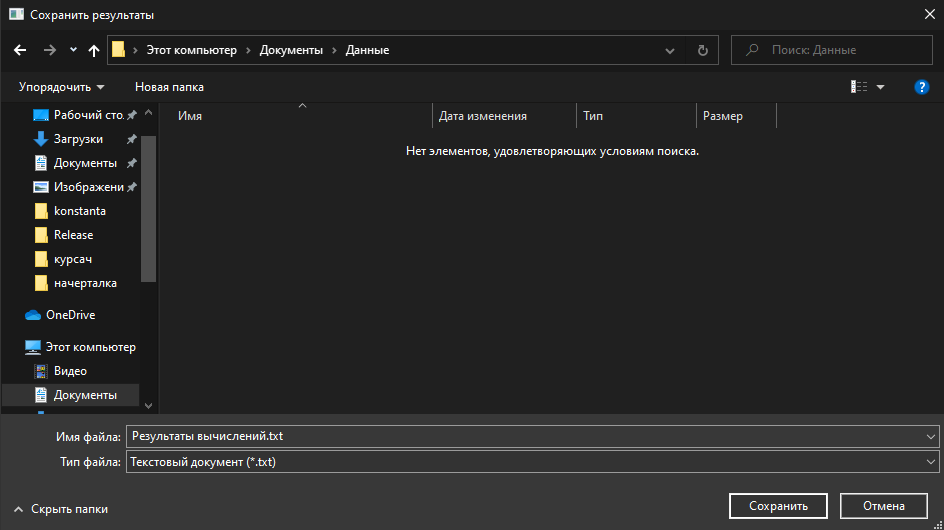 Сохранить результаты
Этот компьютер › Документы › Данные
Поиск: Данные
Упорядочить
Новая папка
?
Имя
Дата изменения
Тип
Размер
Нет элементов, удовлетворяющих условиям поиска.
Рабочий сто.
Загрузки
Документы
Изображени
konstanta
Release
курсач
начерталка
OneDrive
Этот компьютер
Видео
Документы
Имя файла: Результаты вычислений.txt
Тип файла: Текстовый документ (*.txt)
Скрыть папки
Сохранить
Отмена